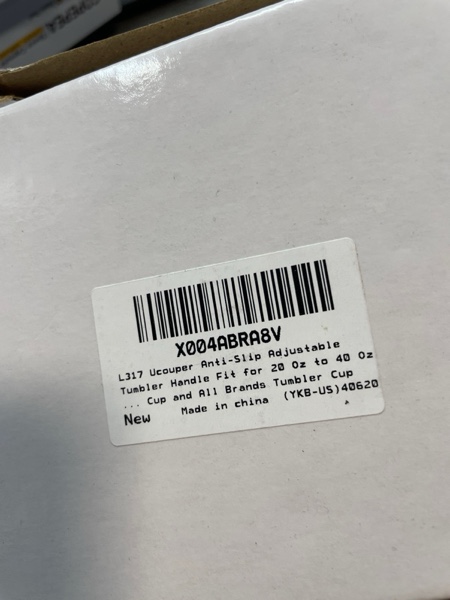 X004ABRA8V
L317 Ucouper Anti-Slip Adjustable
Tumbler Handle Fit for 20 Oz to 40 Oz
... Cup and All Brands Tumbler Cup
New Made in china (YKB-US)40620